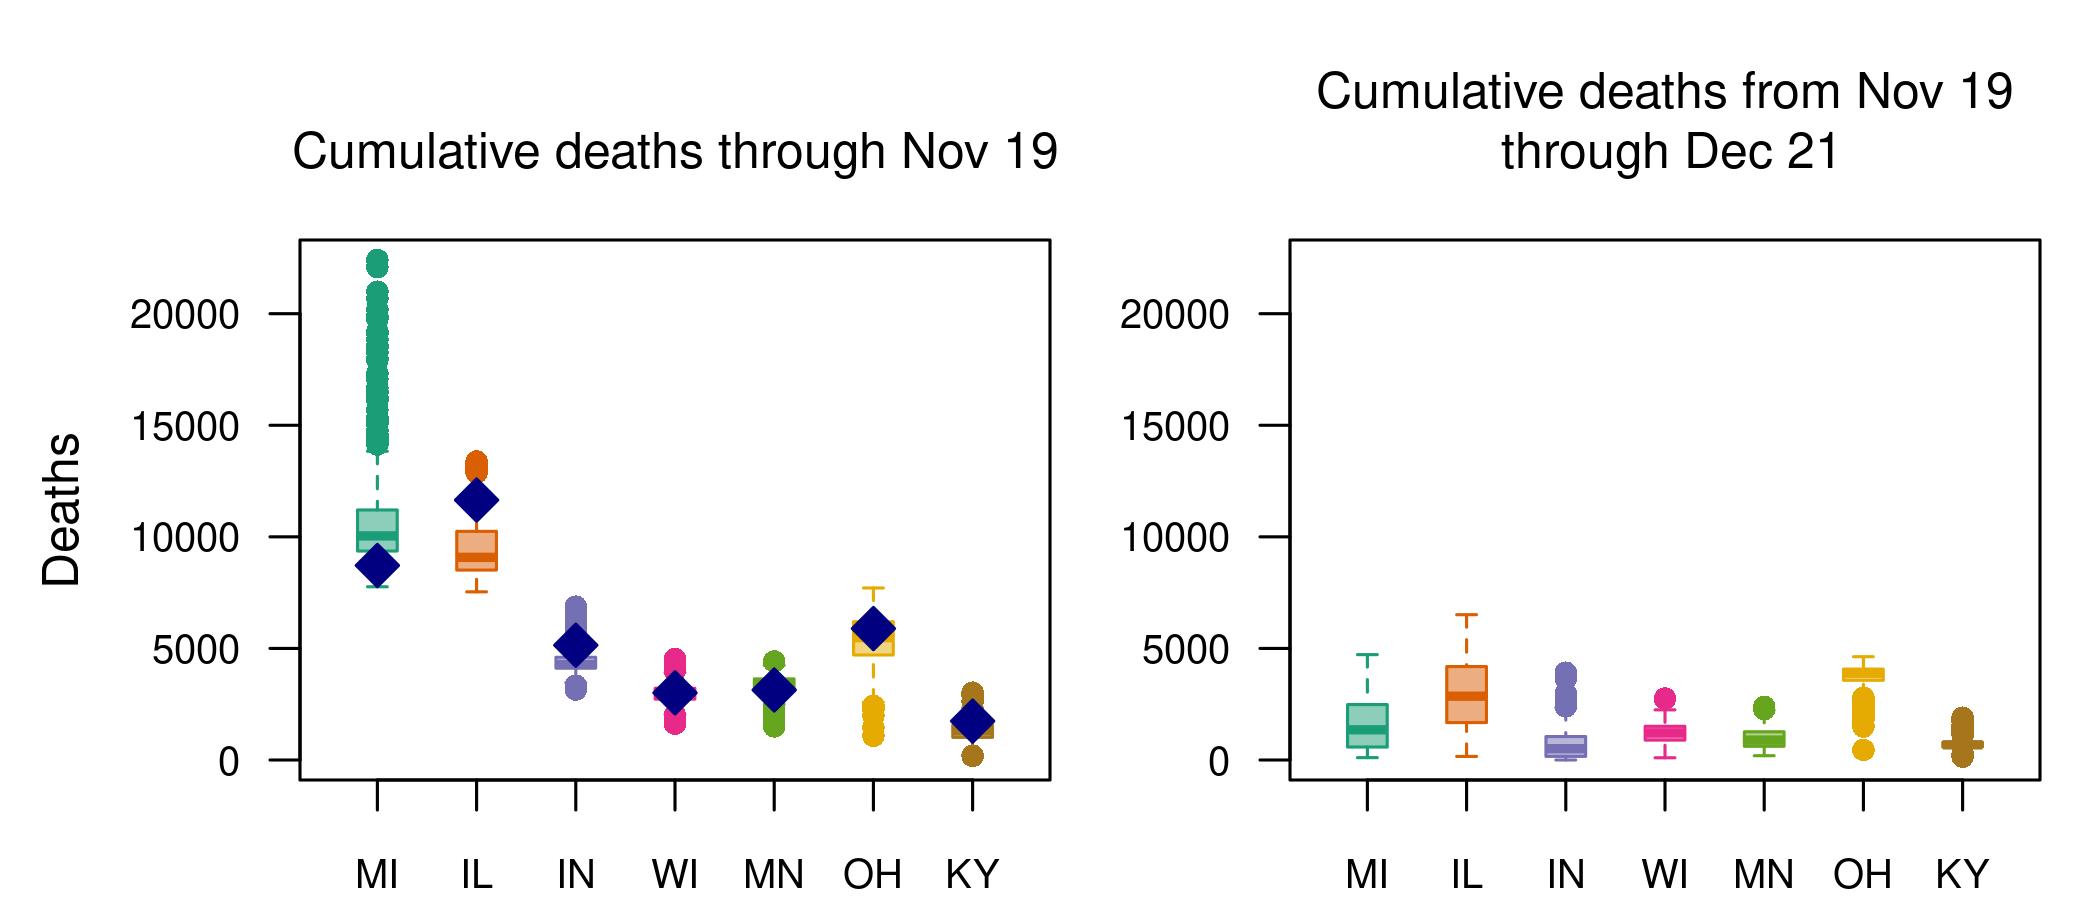 Cumulative deaths through Nov 19
Deaths
20000
15000
10000
5000
0
MI IL IN WI MN OH KY
Cumulative deaths from Nov 19
through Dec 21
20000
15000
10000
5000
0
MI IL IN WI MN OH KY